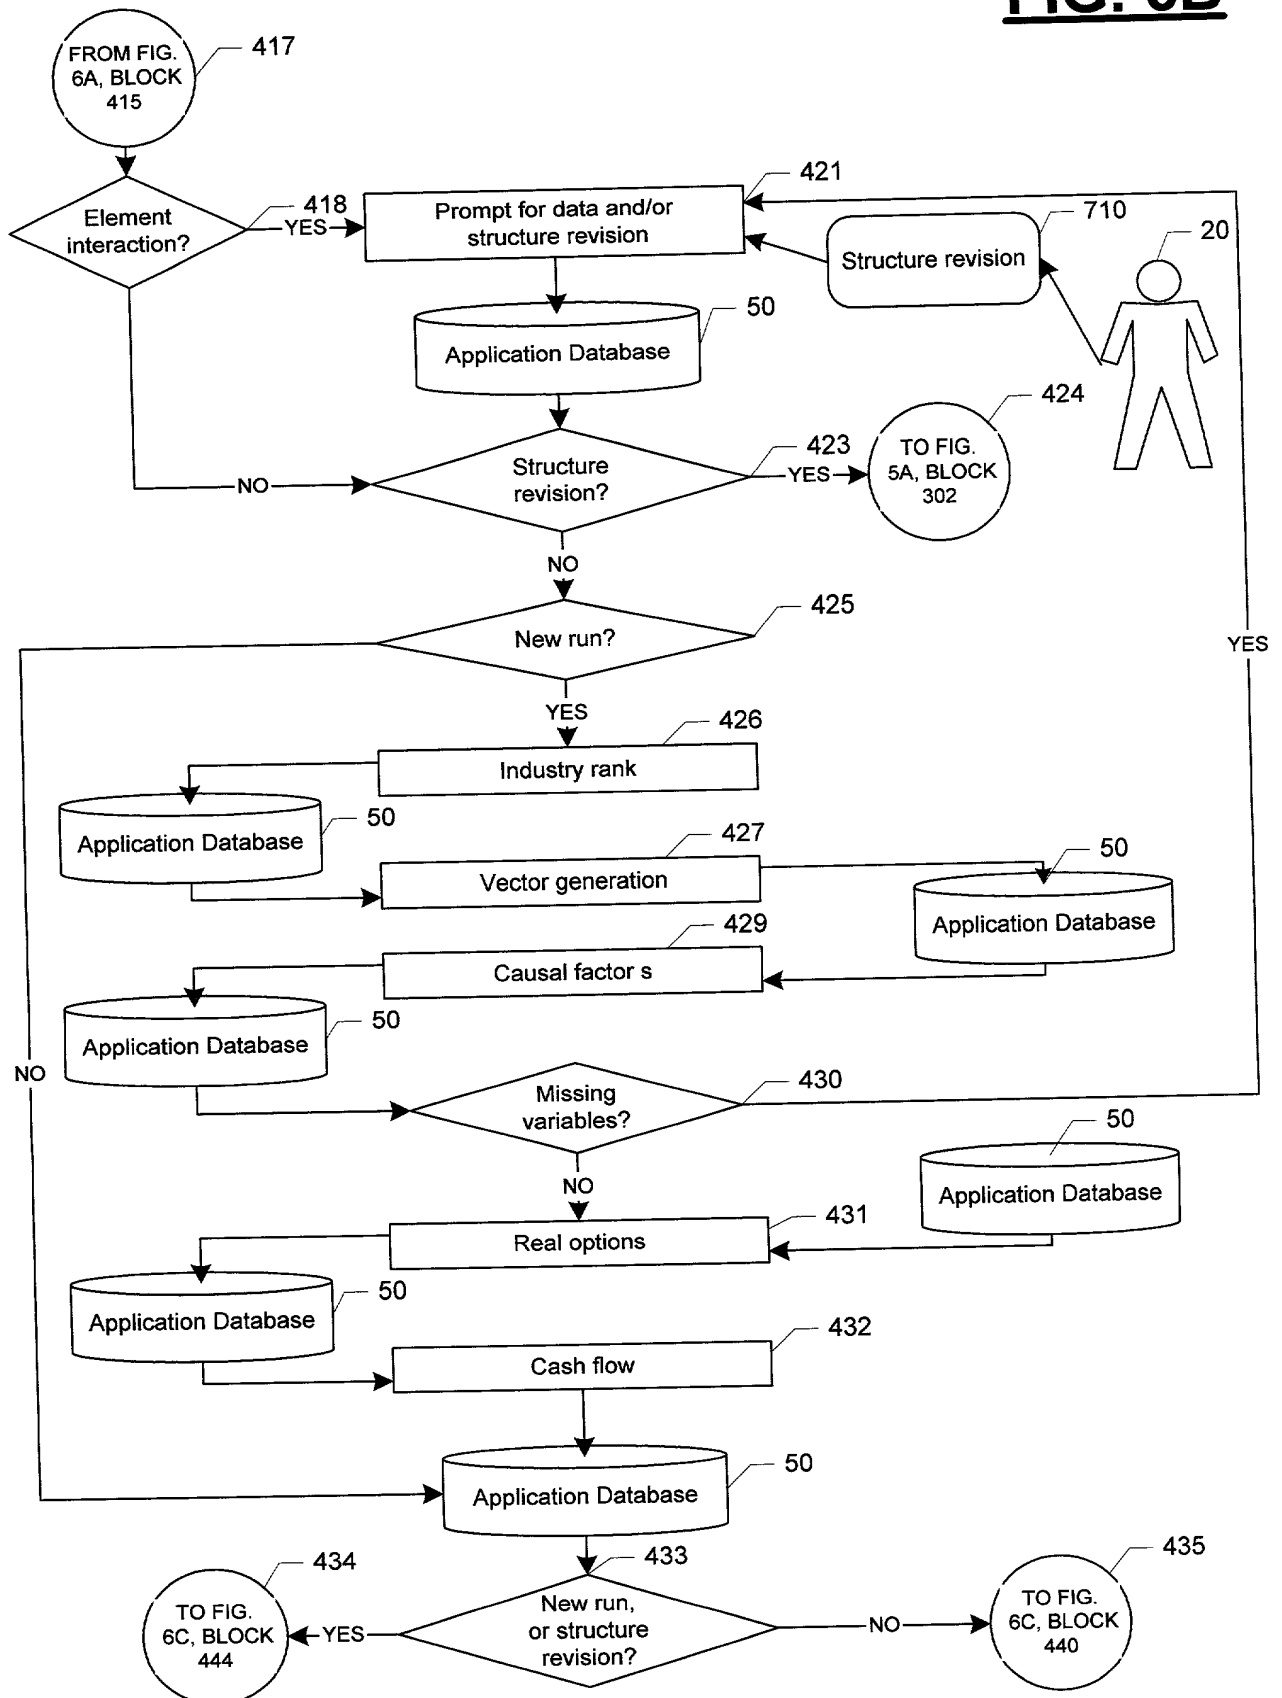 FROM FIG.
6A, BLOCK
415
417
Element
interaction?
418
YES
Prompt for data and/or
structure revision
421
Structure revision
710
20
Application Database
50
Structure
revision?
423
YES
TO FIG.
5A, BLOCK
302
424
NO
NO
New run?
425
YES
YES
Industry rank
426
Application Database
50
Vector generation
427
Application Database
50
Causal factor s
429
Application Database
50
NO
Missing
variables?
430
NO
Application Database
50
Real options
431
Application Database
50
Cash flow
432
Application Database
50
New run,
or structure
revision?
433
YES
TO FIG.
6C, BLOCK
444
434
NO
TO FIG.
6C, BLOCK
440
435